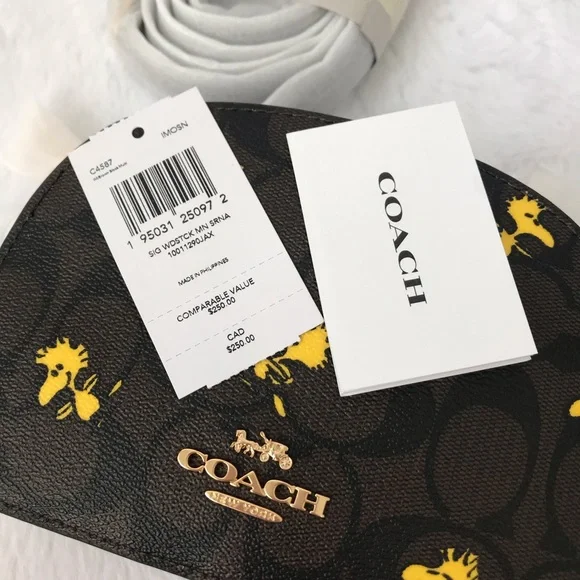 IMOSN
C4587
1 95031 25097 2
SIG WDSTCK MN SRNA
10011290JAX
MADE IN PHILIPPINES
COMPARABLE VALUE
$250.00
CAD
$250.00
COACH
COACH
NEW YORK